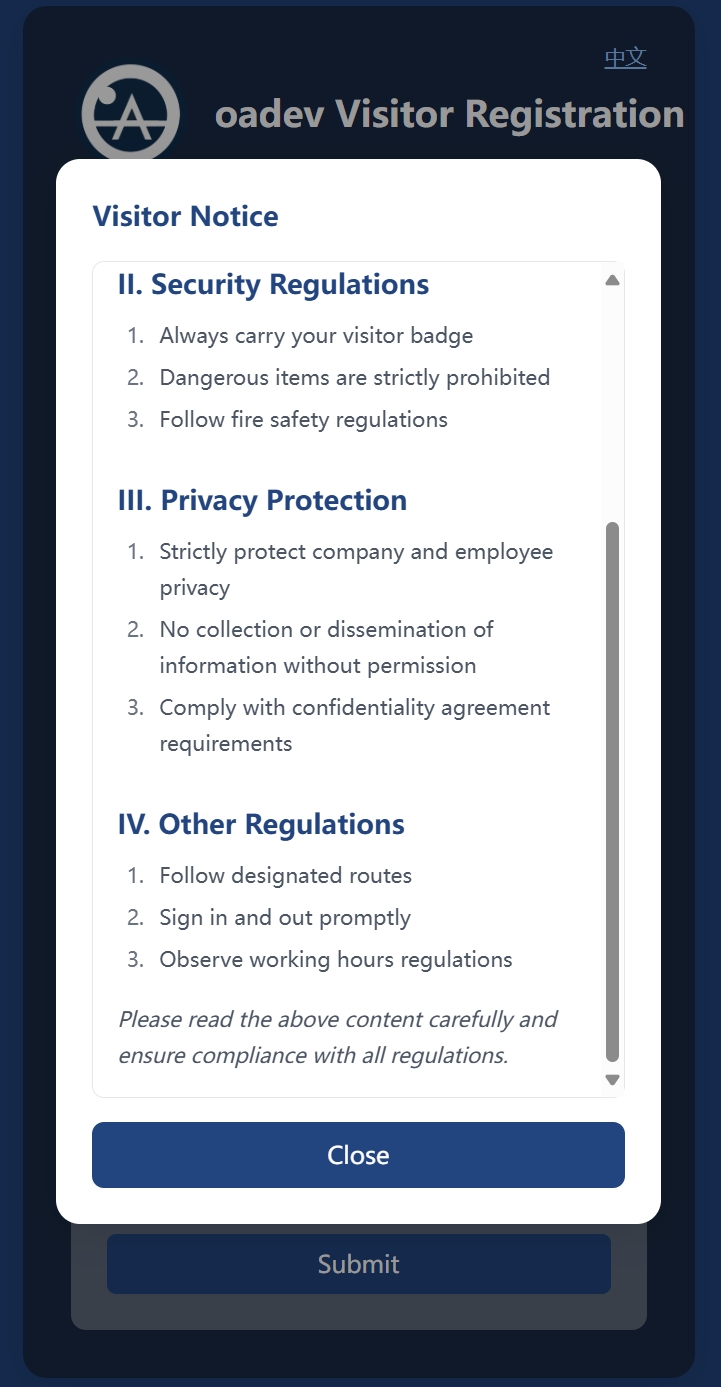 中文
oadev Visitor Registration
Visitor Notice
II. Security Regulations
1. Always carry your visitor badge
2. Dangerous items are strictly prohibited
3. Follow fire safety regulations
III. Privacy Protection
1. Strictly protect company and employee
privacy
2. No collection or dissemination of
information without permission
3. Comply with confidentiality agreement
requirements
IV. Other Regulations
1. Follow designated routes
2. Sign in and out promptly
3. Observe working hours regulations
Please read the above content carefully and
ensure compliance with all regulations.
Close
Submit